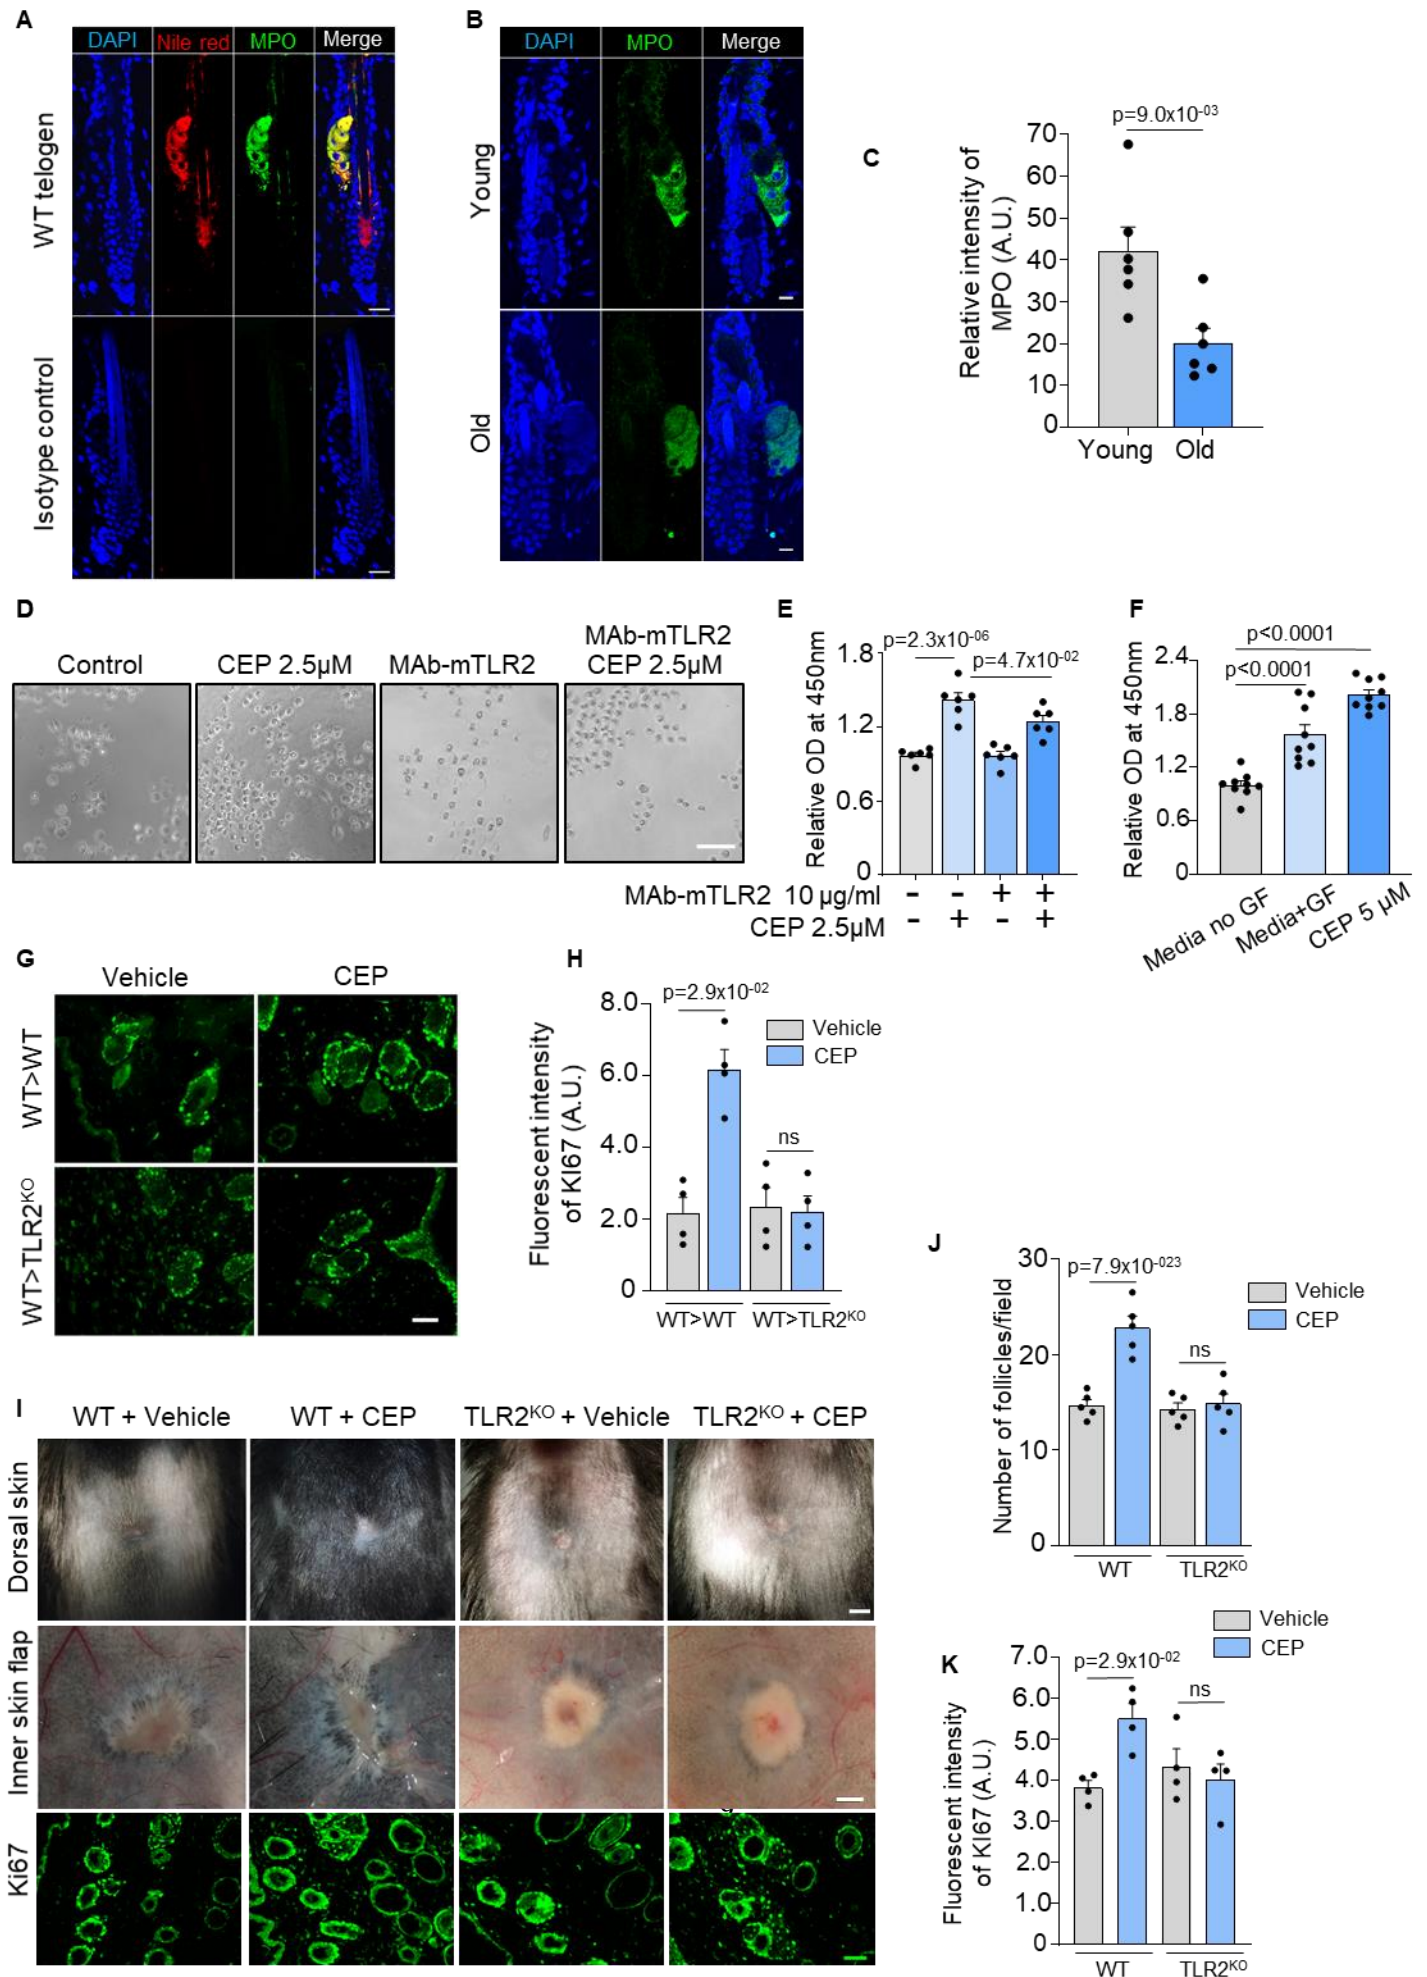 A
DAPI Nile red MPO Merge
WT telogen
Isotype control
B
DAPI MPO Merge
Young
Old
C
p=9.0x10⁻⁰³
Relative intensity of
MPO (A.U.)
70
60
50
40
30
20
10
0
Young Old
D
Control
CEP 2.5µM
MAb-mTLR2
MAb-mTLR2
CEP 2.5µM
E
p=2.3x10⁻⁰⁶
p=4.7x10⁻⁰²
Relative OD at 450nm
1.8
1.2
0.6
0
MAb-mTLR2 10 µg/ml - - + +
CEP 2.5µM - + - +
F
p<0.0001
p<0.0001
Relative OD at 450nm
2.4
1.8
1.2
0.6
0
Media no GF
Media+GF
CEP 5 µM
G
Vehicle CEP
WT>WT
WT>TLR2ᴷᴼ
H
p=2.9x10⁻⁰²
Vehicle
CEP
ns
Fluorescent intensity
of KI67 (A.U.)
8.0
6.0
4.0
2.0
0
WT>WT WT>TLR2ᴷᴼ
I
WT + Vehicle WT + CEP TLR2ᴷᴼ + Vehicle TLR2ᴷᴼ + CEP
Dorsal skin
Inner skin flap
Ki67
J
p=7.9x10⁻⁰²³
Vehicle
CEP
ns
Number of follicles/field
30
20
10
0
WT TLR2ᴷᴼ
K
Vehicle
CEP
p=2.9x10⁻⁰²
ns
Fluorescent intensity
of KI67 (A.U.)
7.0
6.0
5.0
4.0
3.0
2.0
1.0
0
WT TLR2ᴷᴼ